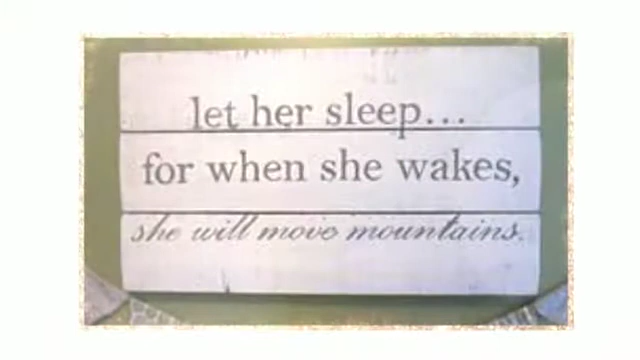 let her sleep...
for when she wakes,
she will move mountains.